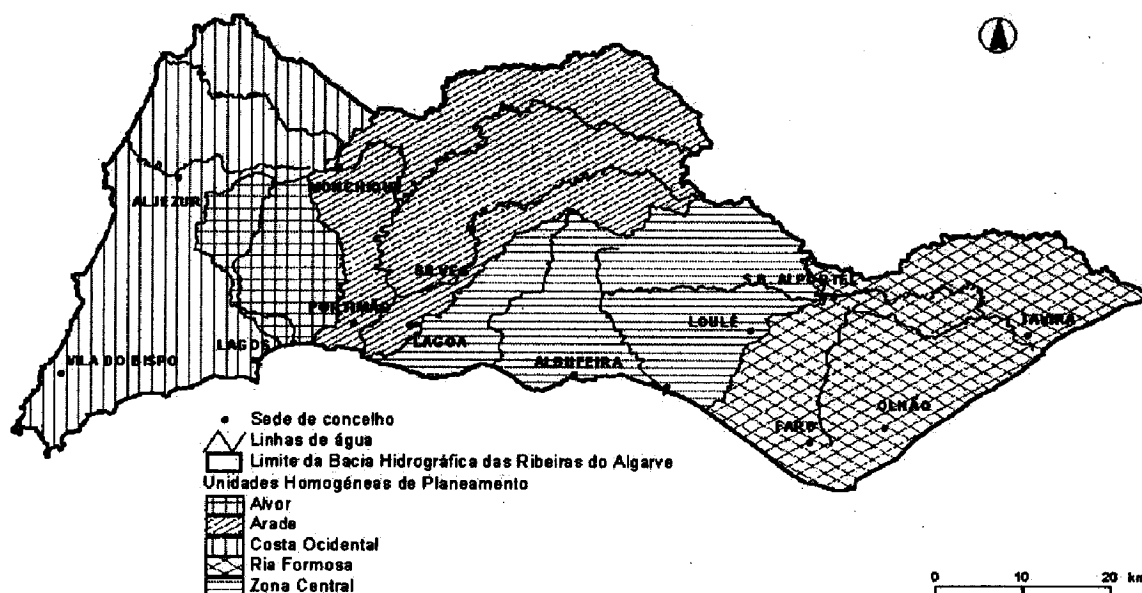 MONCHIQUE
ALJEZUR
SILVES
S.B. ALPORTEL
PORTIMÃO
LOULÉ
TAVIRA
LAGOS
LAGOA
VILA DO BISPO
ALBUFEIRA
OLHÃO
FARO
Sede de concelho
Linhas de água
Limite da Bacia Hidrográfica das Ribeiras do Algarve
Unidades Homogéneas de Planeamento
Alvor
Arade
Costa Ocidental
Ria Formosa
Zona Central
0 10 20 km